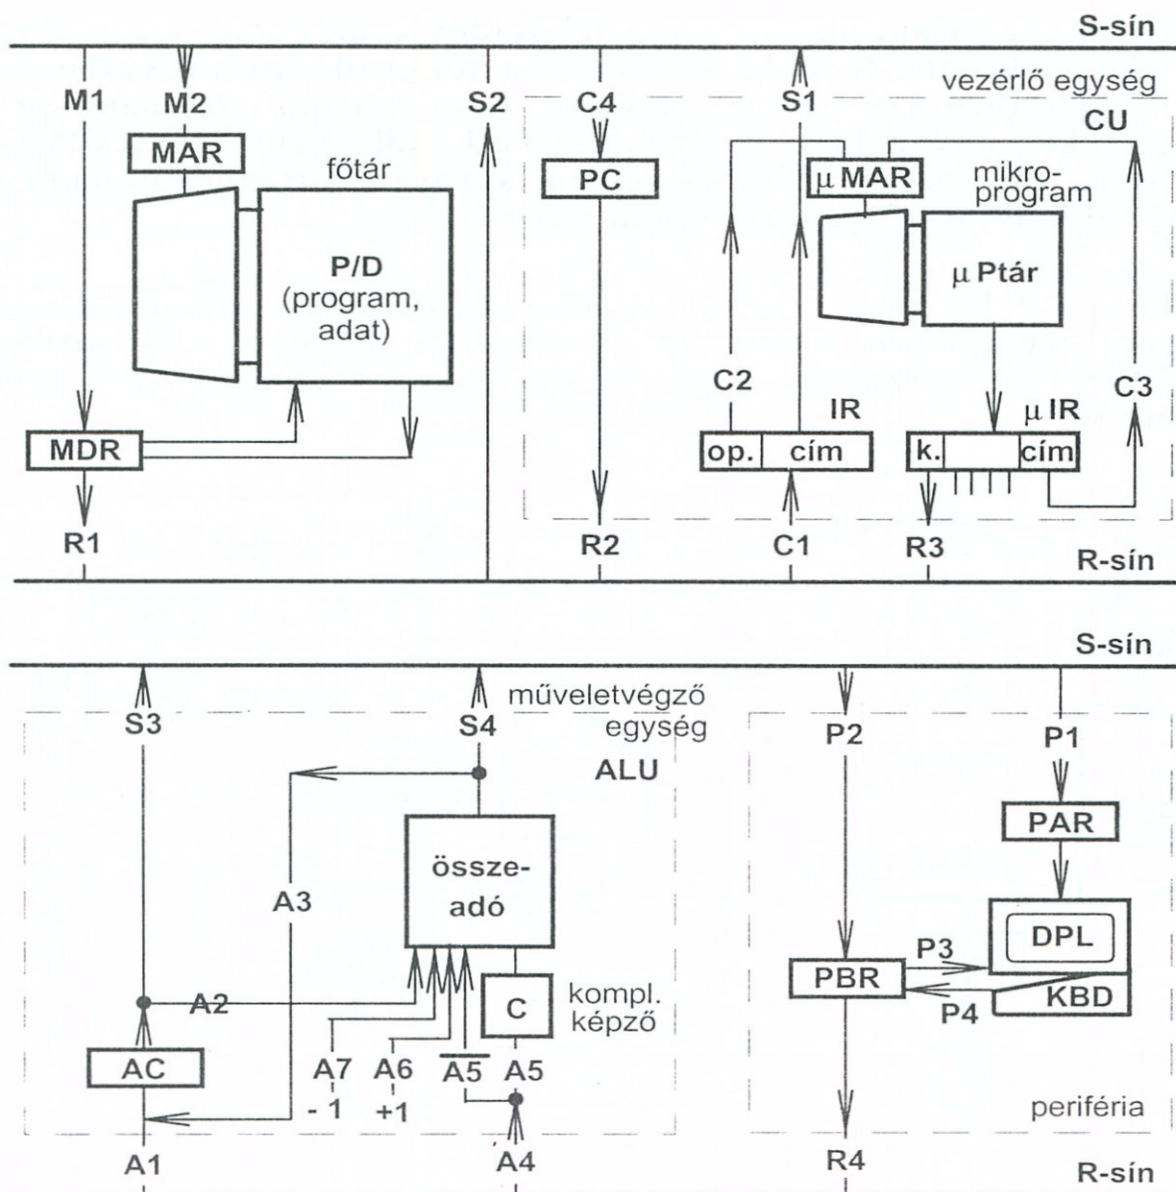 S-sín
vezérlő egység
CU
M1
M2
S2
C4
S1
MAR
főtár
PC
μ MAR
mikro-
program
P/D
(program,
adat)
μ Ptár
C2
C3
IR
μ IR
MDR
op.
cím
k.
cím
R1
R2
C1
R3
R-sín
S-sín
műveletvégző
egység
ALU
S3
S4
P2
P1
PAR
össze-
adó
A3
DPL
P3
PBR
KBD
P4
A2
C
kompl.
képző
AC
A7
A6
A5
A5
- 1
+1
periféria
A1
A4
R4
R-sín